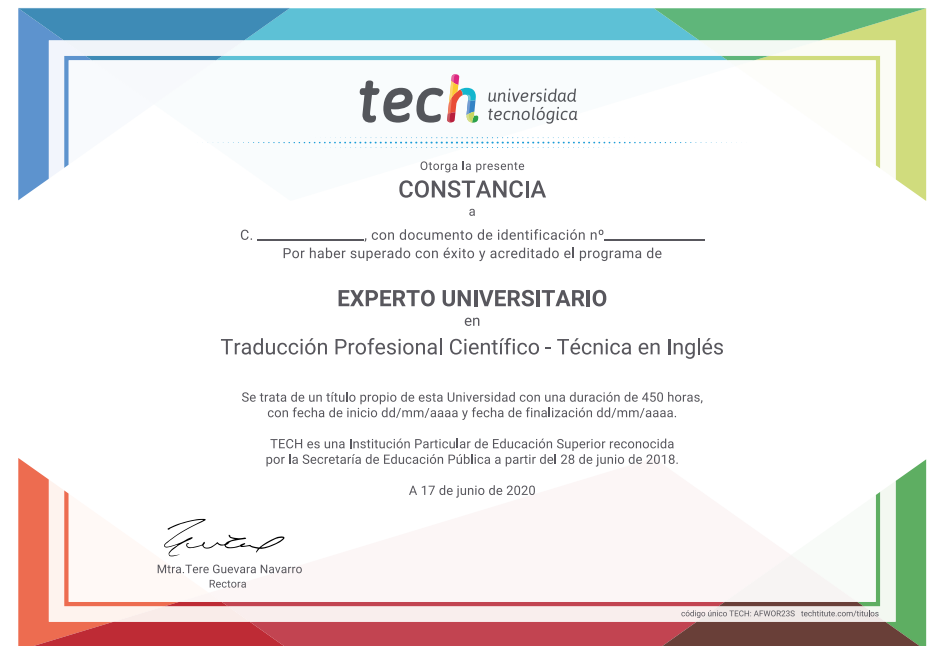 tech universidad
tecnológica
Otorga la presente
CONSTANCIA
a
C. ______________, con documento de identificación nº_____________
Por haber superado con éxito y acreditado el programa de
EXPERTO UNIVERSITARIO
en
Traducción Profesional Científico - Técnica en Inglés
Se trata de un título propio de esta Universidad con una duración de 450 horas,
con fecha de inicio dd/mm/aaaa y fecha de finalización dd/mm/aaaa.
TECH es una Institución Particular de Educación Superior reconocida
por la Secretaría de Educación Pública a partir del 28 de junio de 2018.
A 17 de junio de 2020
Mtra.Tere Guevara Navarro
Rectora
código único TECH: AFWOR23S techtitute.com/titulos